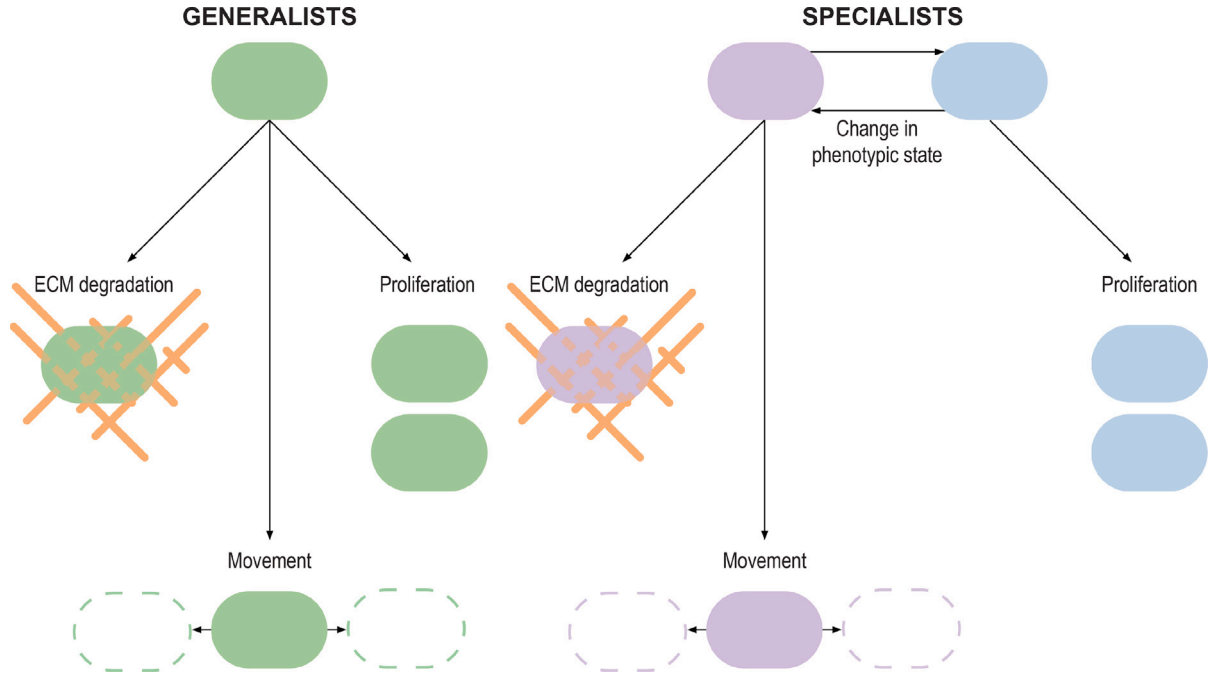 GENERALISTS
ECM degradation
Proliferation
Movement
SPECIALISTS
Change in
phenotypic state
ECM degradation
Proliferation
Movement